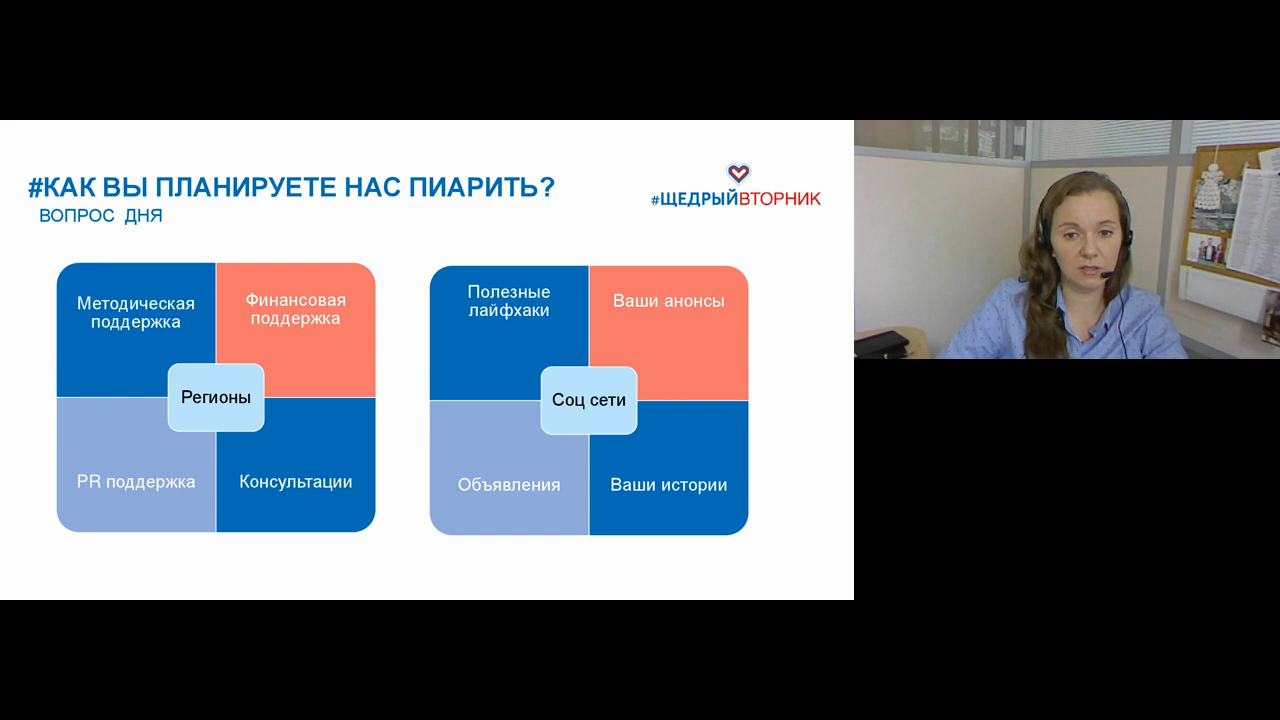 #КАК ВЫ ПЛАНИРУЕТЕ НАС ПИАРИТЬ?
ВОПРОС ДНЯ
#ЩЕДРЫЙВТОРНИК
Методическая
поддержка
Финансовая
поддержка
Регионы
PR поддержка
Консультации
Полезные
лайфхаки
Ваши анонсы
Соц сети
Объявления
Ваши истории